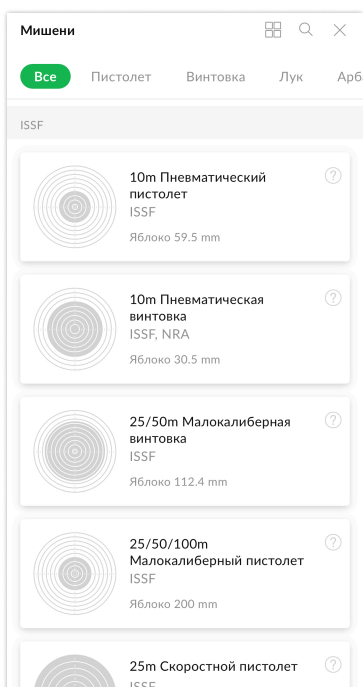 Мишени
Все Пистолет Винтовка Лук Арб
ISSF
10m Пневматический
пистолет
ISSF
Яблоко 59.5 mm
10m Пневматическая
винтовка
ISSF, NRA
Яблоко 30.5 mm
25/50m Малокалиберная
винтовка
ISSF
Яблоко 112.4 mm
25/50/100m
Малокалиберный пистолет
ISSF
Яблоко 200 mm
25m Скоростной пистолет
ISSF